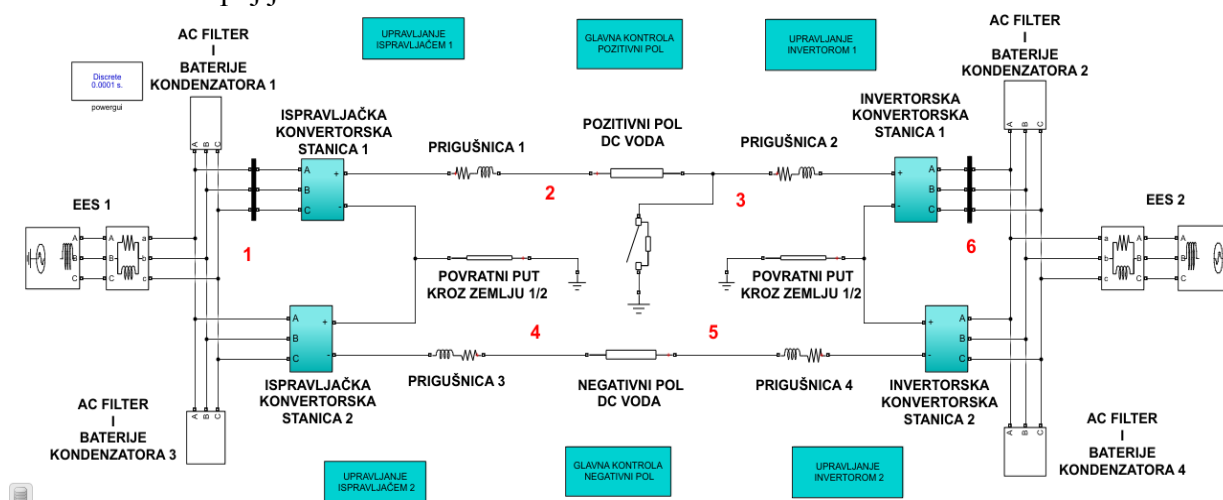 AC FILTER
I
BATERIJE
KONDENZATORA 1
UPRAVLJANJE
ISPRAVLJAČEM 1
GLAVNA KONTROLA
POZITIVNI POL
UPRAVLJANJE
INVERTOROM 1
AC FILTER
I
BATERIJE
KONDENZATORA 2
Discrete
0.0001 s.
powergui
ISPRAVLJAČKA
KONVERTORSKA
STANICA 1
PRIGUŠNICA 1
POZITIVNI POL
DC VODA
PRIGUŠNICA 2
INVERTORSKA
KONVERTORSKA
STANICA 1
A B C
A B C
A
B
C
+
-
2
3
+
-
A
B
C
EES 1
1
6
EES 2
A
B
C
A
B
C
a
b
c
a
b
c
A
B
C
A
B
C
POVRATNI PUT
KROZ ZEMLJU 1/2
POVRATNI PUT
KROZ ZEMLJU 1/2
A
B
C
+
-
4
5
+
-
A
B
C
ISPRAVLJAČKA
KONVERTORSKA
STANICA 2
PRIGUŠNICA 3
NEGATIVNI POL
DC VODA
PRIGUŠNICA 4
INVERTORSKA
KONVERTORSKA
STANICA 2
AC FILTER
I
BATERIJE
KONDENZATORA 3
A B C
A B C
AC FILTER
I
BATERIJE
KONDENZATORA 4
UPRAVLJANJE
ISPRAVLJAČEM 2
GLAVNA KONTROLA
NEGATIVNI POL
UPRAVLJANJE
INVERTOROM 2